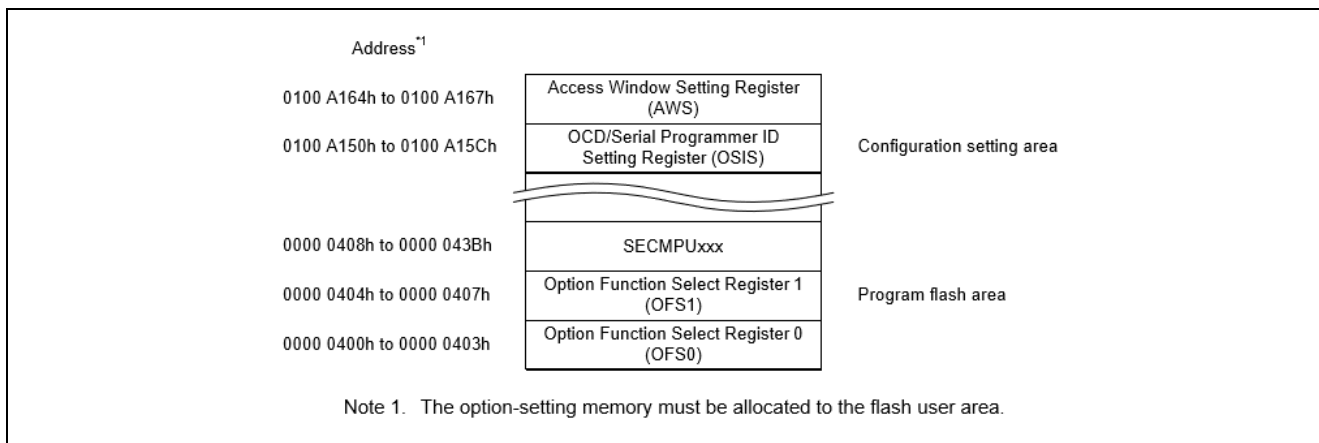 Address*1
0100 A164h to 0100 A167h
Access Window Setting Register
(AWS)
0100 A150h to 0100 A15Ch
OCD/Serial Programmer ID
Setting Register (OSIS)
Configuration setting area
0000 0408h to 0000 043Bh
SECMPUxxx
0000 0404h to 0000 0407h
Option Function Select Register 1
(OFS1)
Program flash area
0000 0400h to 0000 0403h
Option Function Select Register 0
(OFS0)
Note 1. The option-setting memory must be allocated to the flash user area.